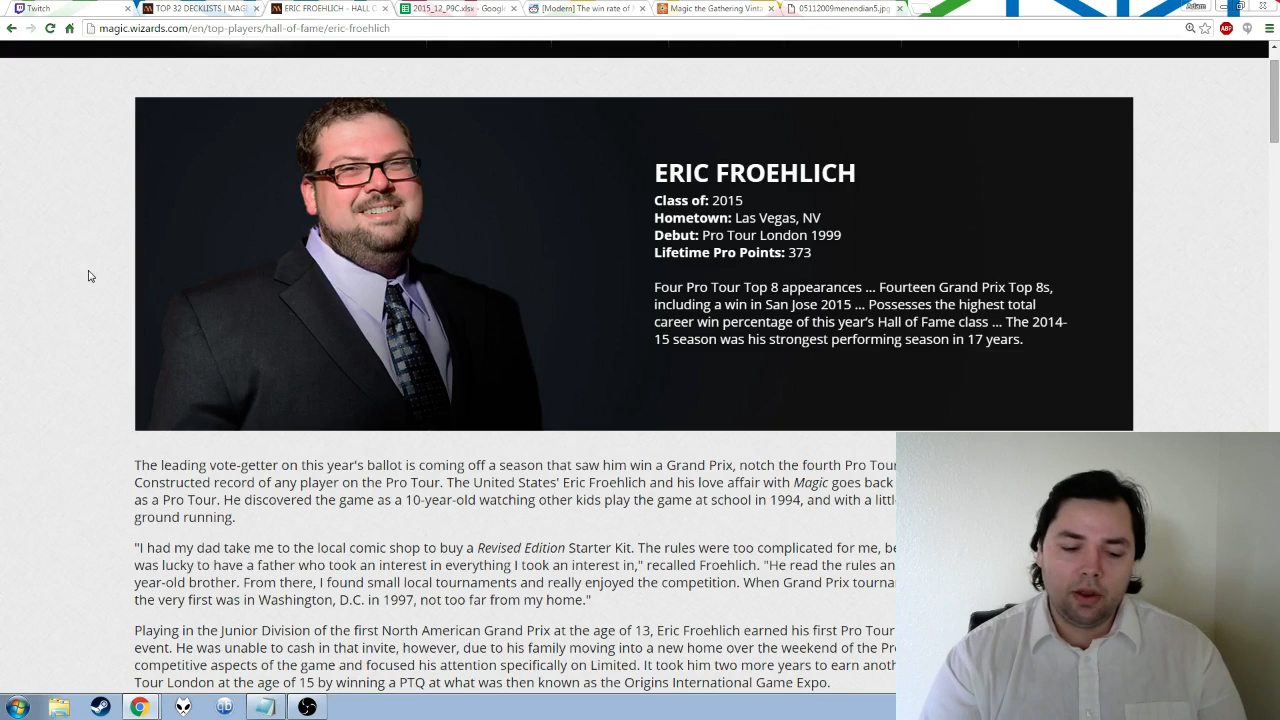 Twitch
TOP 32 DECKLISTS | MAG
ERIC FROEHLICH - HALL O
2015_12_P9C.xlsx - Google
[Modern] The win rate of
Magic the Gathering Vinta
05112009menendian5.jpg
Adam
magic.wizards.com/en/top-players/hall-of-fame/eric-froehlich
ABP
ERIC FROEHLICH
Class of: 2015
Hometown: Las Vegas, NV
Debut: Pro Tour London 1999
Lifetime Pro Points: 373
Four Pro Tour Top 8 appearances ... Fourteen Grand Prix Top 8s,
including a win in San Jose 2015 ... Possesses the highest total
career win percentage of this year's Hall of Fame class ... The 2014-
15 season was his strongest performing season in 17 years.
The leading vote-getter on this year's ballot is coming off a season that saw him win a Grand Prix, notch the fourth Pro Tour
Constructed record of any player on the Pro Tour. The United States' Eric Froehlich and his love affair with Magic goes back
as a Pro Tour. He discovered the game as a 10-year-old watching other kids play the game at school in 1994, and with a littl
ground running.
"I had my dad take me to the local comic shop to buy a Revised Edition Starter Kit. The rules were too complicated for me, be
was lucky to have a father who took an interest in everything I took an interest in," recalled Froehlich. "He read the rules an
year-old brother. From there, I found small local tournaments and really enjoyed the competition. When Grand Prix tourna
the very first was in Washington, D.C. in 1997, not too far from my home."
Playing in the Junior Division of the first North American Grand Prix at the age of 13, Eric Froehlich earned his first Pro Tour
event. He was unable to cash in that invite, however, due to his family moving into a new home over the weekend of the Pr
competitive aspects of the game and focused his attention specifically on Limited. It took him two more years to earn anoth
Tour London at the age of 15 by winning a PTQ at what was then known as the Origins International Game Expo.